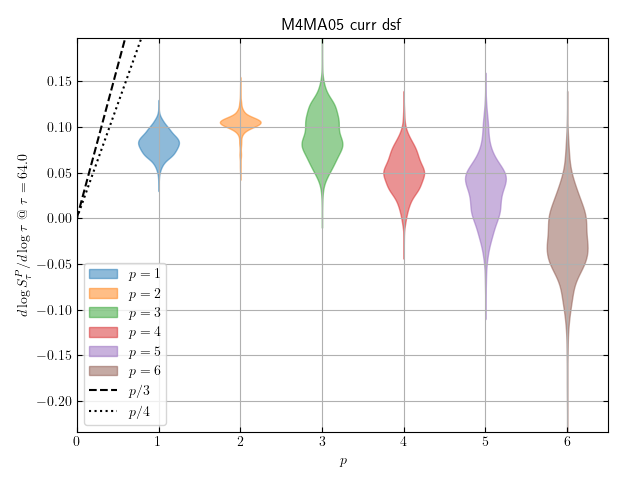 M4MA05 curr dsf
d log S_τ^P / d log τ @ τ = 64.0
0.15
0.10
0.05
0.00
−0.05
−0.10
−0.15
−0.20
p = 1
p = 2
p = 3
p = 4
p = 5
p = 6
p/3
p/4
0 1 2 3 4 5 6
p